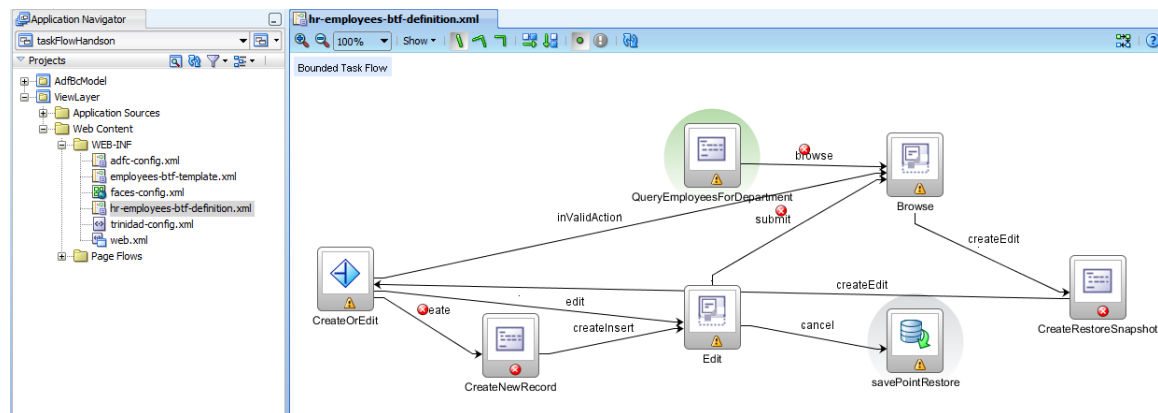 Application Navigator
taskFlowHandson
Projects
AdfBcModel
ViewLayer
Application Sources
Web Content
WEB-INF
adfc-config.xml
employees-btf-template.xml
faces-config.xml
hr-employees-btf-definition.xml
trinidad-config.xml
web.xml
Page Flows
hr-employees-btf-definition.xml
100%
Show
Bounded Task Flow
browse
QueryEmployeesForDepartment
Browse
inValidAction
submit
createEdit
CreateOrEdit
edit
createEdit
CreateRestoreSnapshot
createInsert
CreateNewRecord
Edit
cancel
savePointRestore